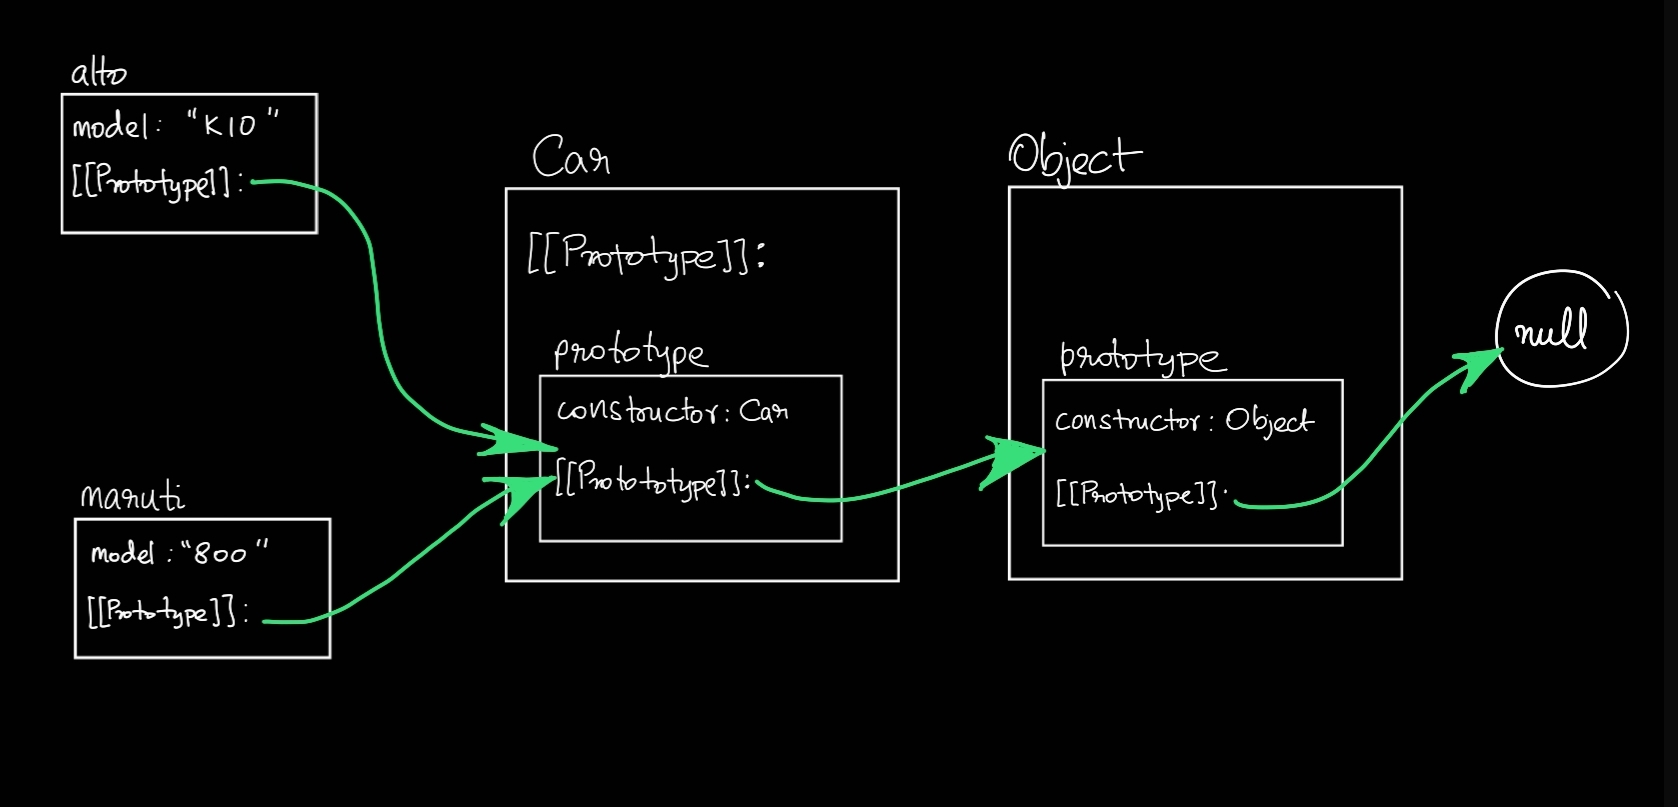 alto
model: "K10"
[[Prototype]]:
maruti
model: "800"
[[Prototype]]:
Car
[[Prototype]]:
prototype
constructor: Car
[[Protototype]]:
Object
prototype
constructor: Object
[[Prototype]]:
null